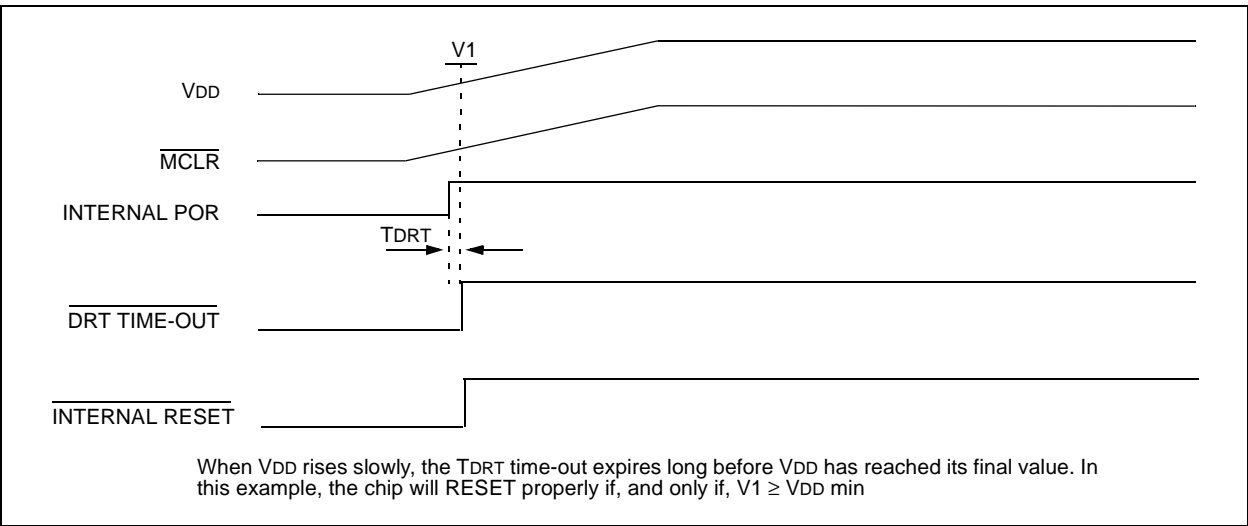 V1
VDD
MCLR
INTERNAL POR
TDRT
DRT TIME-OUT
INTERNAL RESET
When VDD rises slowly, the TDRT time-out expires long before VDD has reached its final value. In
this example, the chip will RESET properly if, and only if, V1 ≥ VDD min